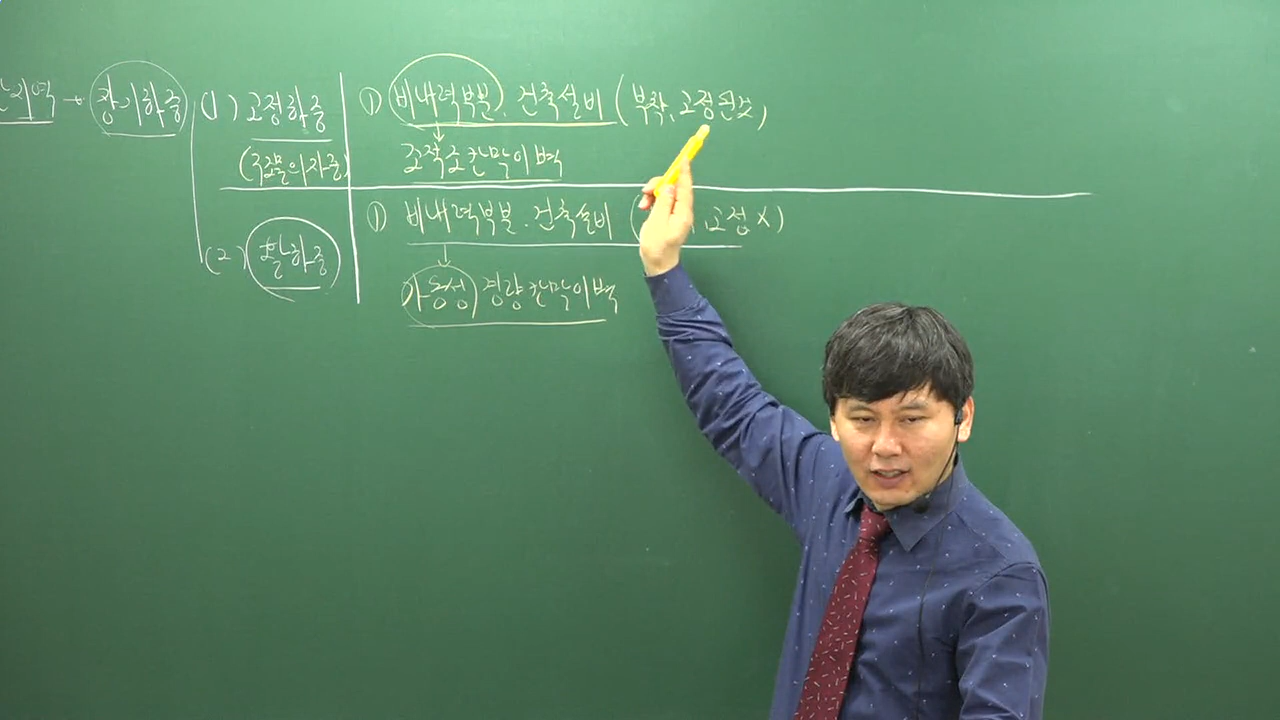 지역 → 장기하중
(1) 고정하중
(구조물의 자중)
① 비내력부분. 건축설비 (부착, 고정된것)
↓
조적조칸막이벽
(2) 활하중
① 비내력부분. 건축설비 ( , 고정 X)
↓
가동성 경량칸막이벽